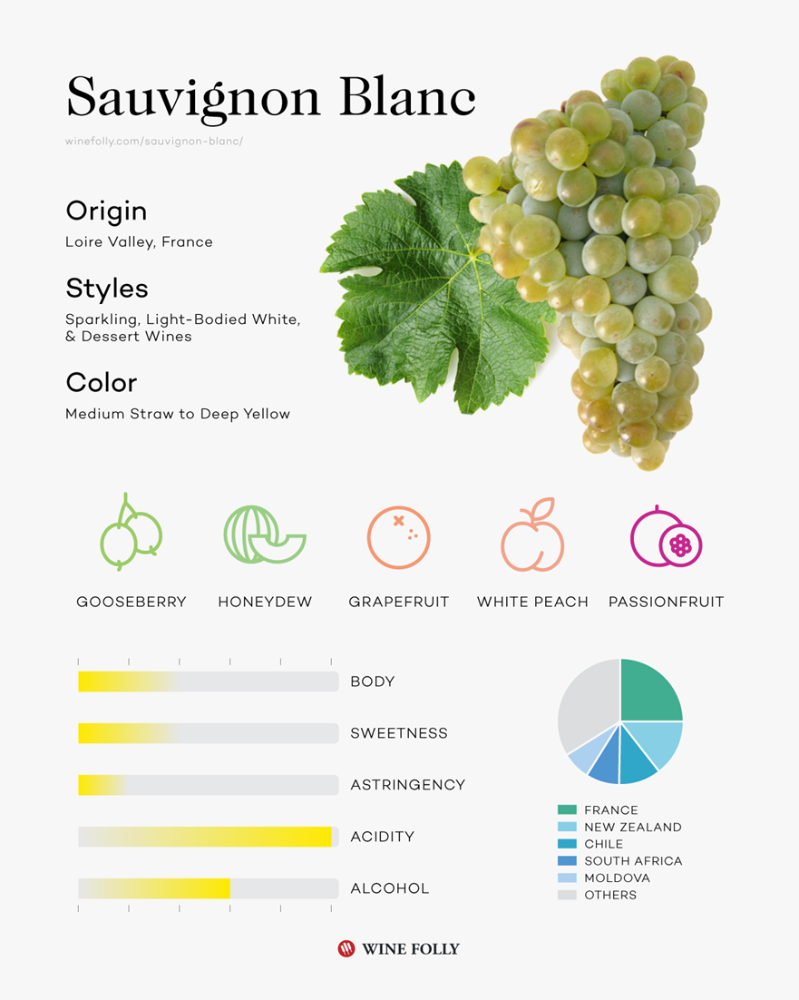 Sauvignon Blanc
winefolly.com/sauvignon-blanc/
Origin
Loire Valley, France
Styles
Sparkling, Light-Bodied White,
& Dessert Wines
Color
Medium Straw to Deep Yellow
GOOSEBERRY
HONEYDEW
GRAPEFRUIT
WHITE PEACH
PASSIONFRUIT
BODY
SWEETNESS
ASTRINGENCY
ACIDITY
ALCOHOL
FRANCE
NEW ZEALAND
CHILE
SOUTH AFRICA
MOLDOVA
OTHERS
WINE FOLLY